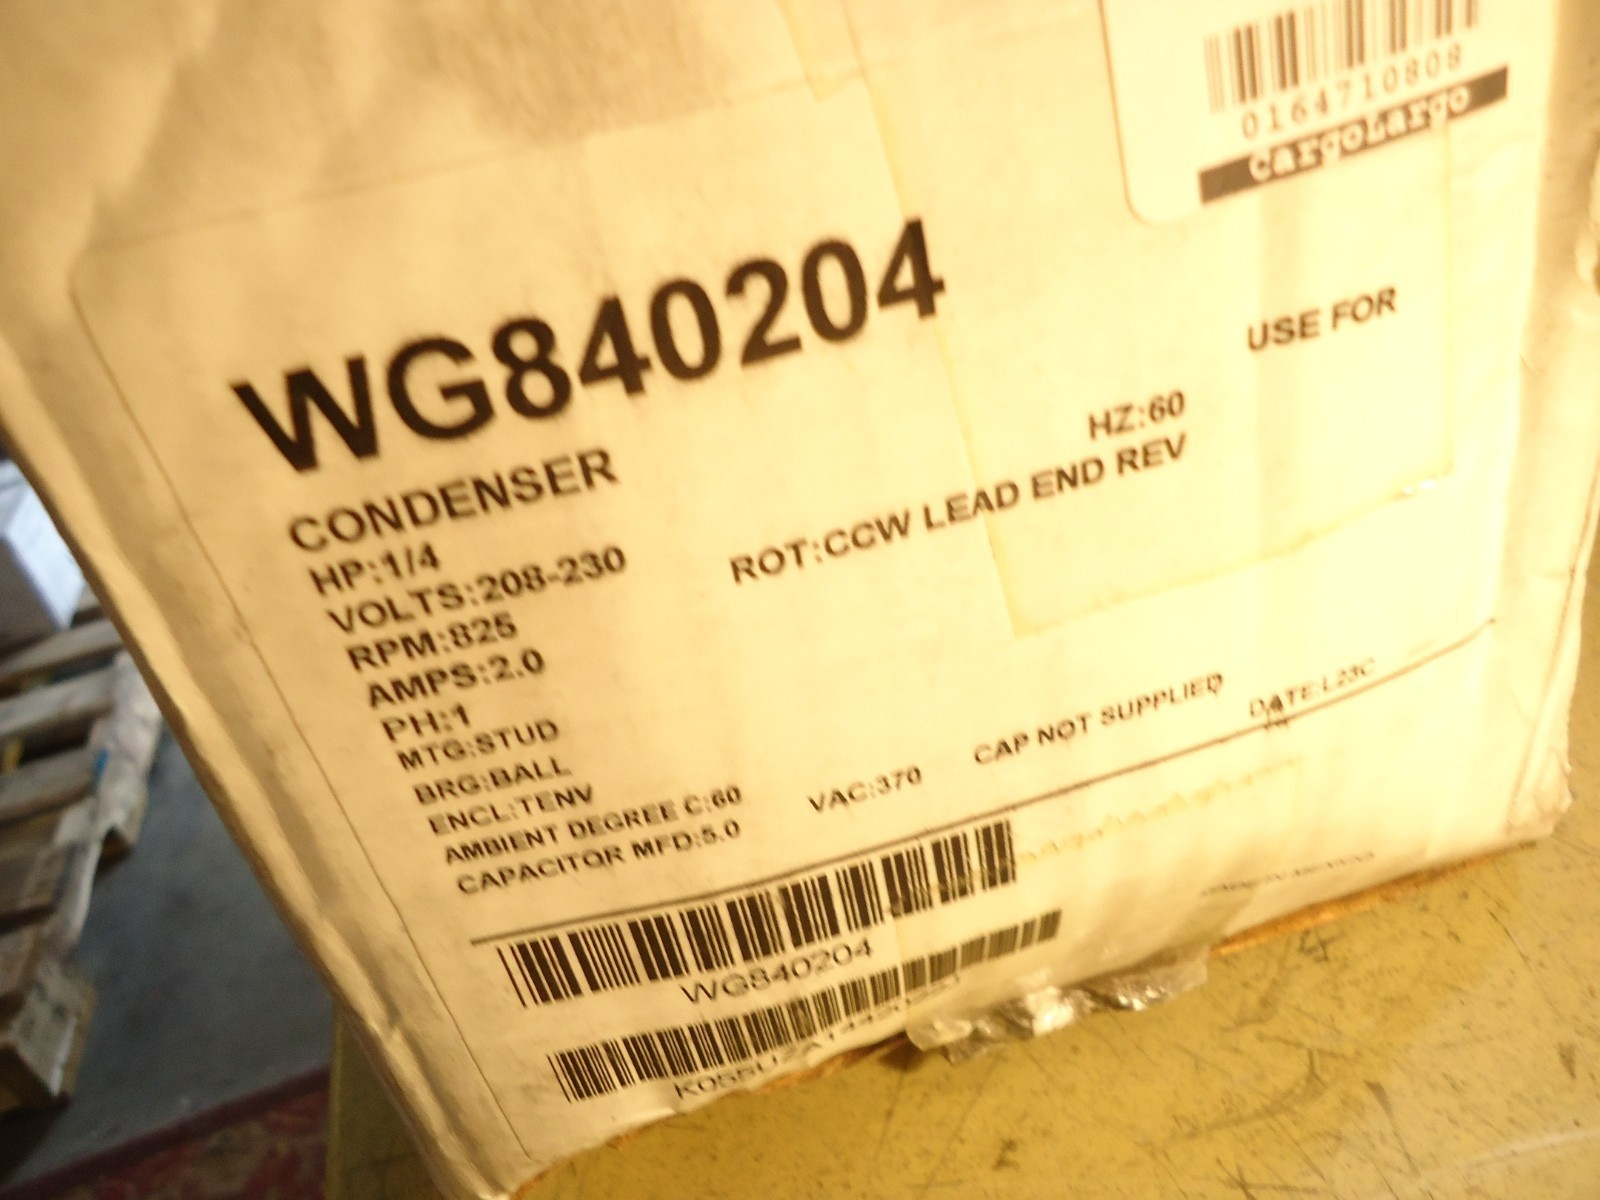 0164710808
CargoLargo
WG840204
USE FOR
CONDENSER
HP:1/4
HZ:60
VOLTS:208-230
ROT:CCW LEAD END REV
RPM:825
AMPS:2.0
PH:1
MTG:STUD
BRG:BALL
ENCL:TENV
AMBIENT DEGREE C:60
CAPACITOR MFD:5.0
VAC:370
CAP NOT SUPPLIED
DATE:L23C
WG840204